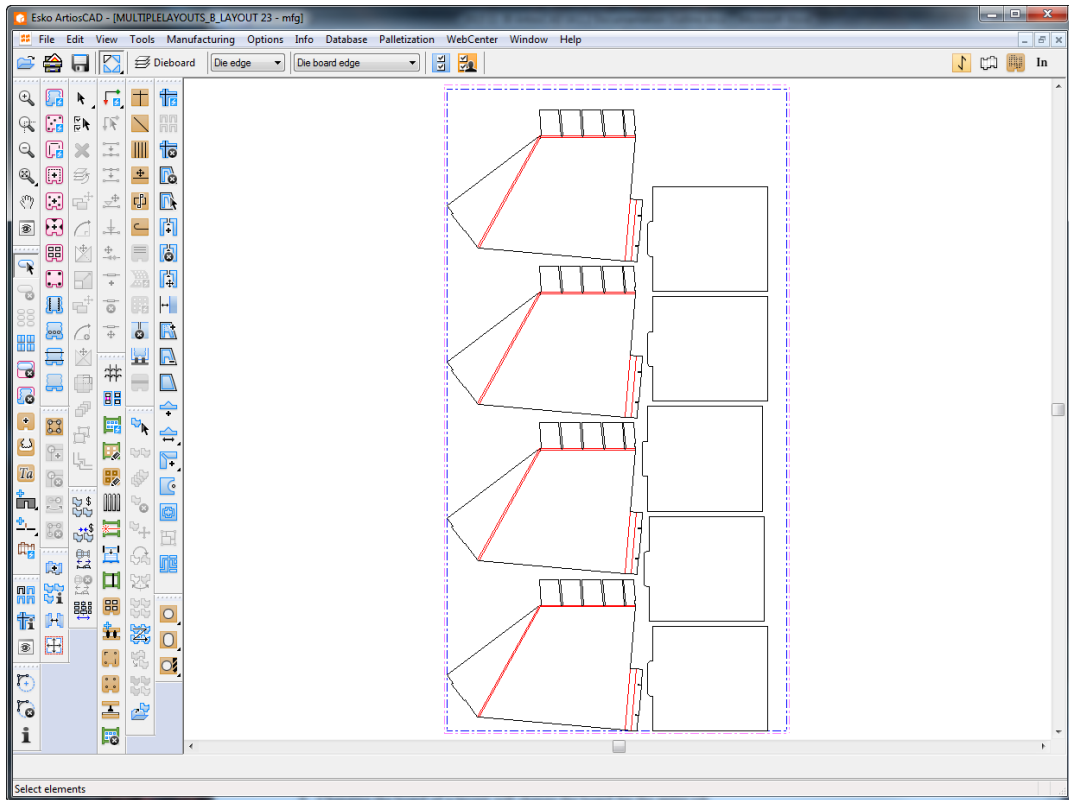 Esko ArtiosCAD - [MULTIPLELAYOUTS_B_LAYOUT 23 - mfg]
File Edit View Tools Manufacturing Options Info Database Palletization WebCenter Window Help
Dieboard Die edge Die board edge In
Ta
Select elements